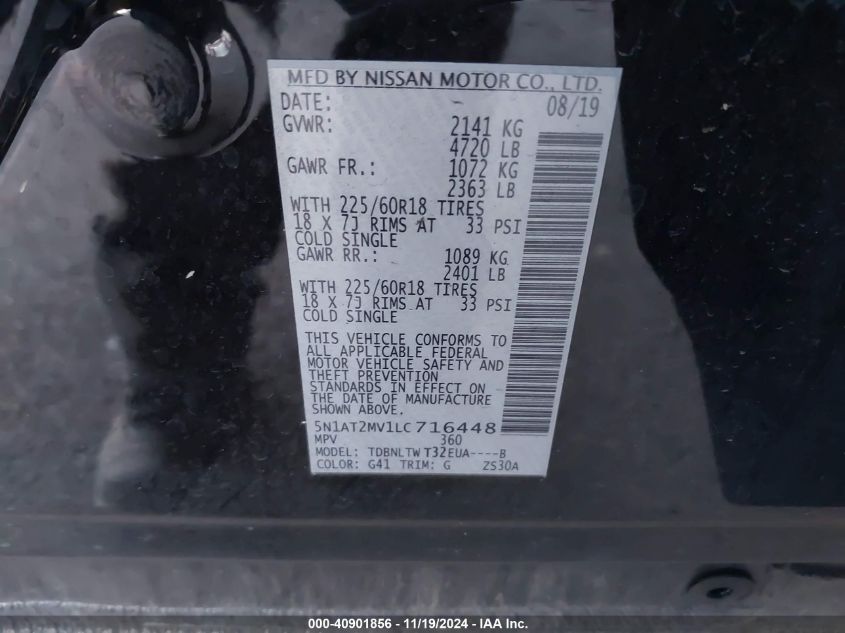 MFD BY NISSAN MOTOR CO., LTD.
DATE: - 08/19
GVWR: 2141 KG
4720 LB
GAWR FR.: 1072 KG
2363 LB
WITH 225/60R18 TIRES
18 X 7J RIMS AT 33 PSI
COLD SINGLE
GAWR RR.: 1089 KG
2401 LB
WITH 225/60R18 TIRES
18 X 7J RIMS AT 33 PSI
COLD SINGLE
THIS VEHICLE CONFORMS TO
ALL APPLICABLE FEDERAL
MOTOR VEHICLE SAFETY AND
THEFT PREVENTION
STANDARDS IN EFFECT ON
THE DATE OF MANUFACTURE
SHOWN ABOVE.
5N1AT2MV1LC716448
MPV 360
MODEL: TDBNLTW T32EUA----B
COLOR: G41 TRIM: G ZS30A
000-40901856 - 11/19/2024 - IAA Inc.